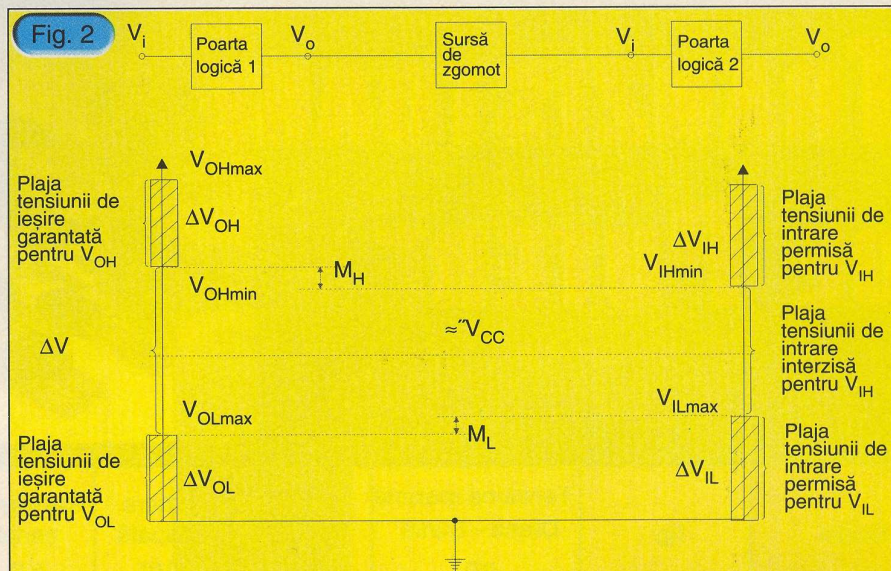 Fig. 2
V_i
Poarta
logică 1
V_o
Sursă
de
zgomot
V_i
Poarta
logică 2
V_o
Plaja
tensiunii de
ieșire
garantată
pentru V_OH
V_OHmax
ΔV_OH
V_OHmin
M_H
ΔV_IH
V_IHmin
Plaja
tensiunii de
intrare
permisă
pentru V_IH
ΔV
≈˝V_CC
Plaja
tensiunii de
intrare
interzisă
pentru V_IH
V_OLmax
V_ILmax
M_L
Plaja
tensiunii de
ieșire
garantată
pentru V_OL
ΔV_OL
ΔV_IL
Plaja
tensiunii de
intrare
permisă
pentru V_IL